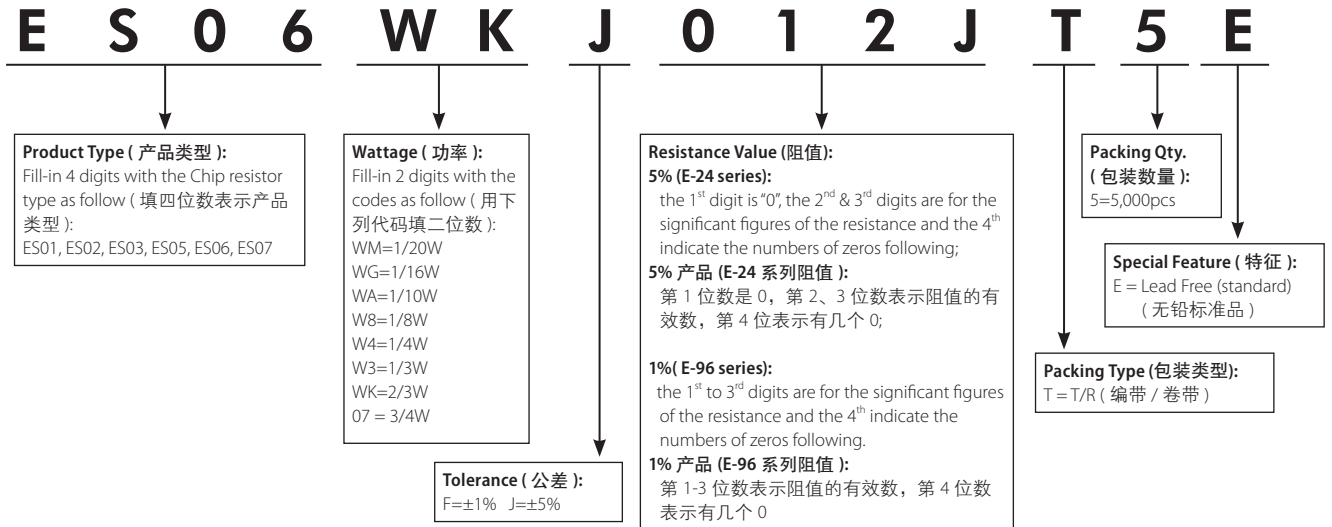 E S 0 6 W K J 0 1 2 J T 5 E
Product Type ( 产品类型 ):
Fill-in 4 digits with the Chip resistor
type as follow ( 填四位数表示产品
类型 ):
ES01, ES02, ES03, ES05, ES06, ES07
Wattage ( 功率 ):
Fill-in 2 digits with the
codes as follow ( 用下
列代码填二位数 ):
WM=1/20W
WG=1/16W
WA=1/10W
W8=1/8W
W4=1/4W
W3=1/3W
WK=2/3W
07 = 3/4W
Tolerance ( 公差 ):
F=±1% J=±5%
Resistance Value (阻值):
5% (E-24 series):
the 1st digit is “0”, the 2nd & 3rd digits are for the
significant figures of the resistance and the 4th
indicate the numbers of zeros following;
5% 产品 (E-24 系列阻值 ):
第 1 位数是 0，第 2、3 位数表示阻值的有
效数，第 4 位表示有几个 0;
1%( E-96 series):
the 1st to 3rd digits are for the significant figures
of the resistance and the 4th indicate the
numbers of zeros following.
1% 产品 (E-96 系列阻值 ):
第 1-3 位数表示阻值的有效数，第 4 位数
表示有几个 0
Packing Qty.
( 包装数量 ):
5=5,000pcs
Special Feature ( 特征 ):
E = Lead Free (standard)
( 无铅标准品 )
Packing Type (包装类型):
T = T/R ( 编带 / 卷带 )